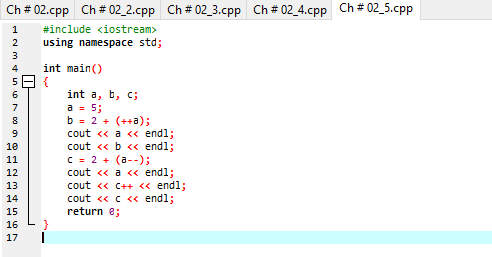 Ch # 02.cpp Ch # 02_2.cpp Ch # 02_3.cpp Ch # 02_4.cpp Ch # 02_5.cpp
1 #include <iostream>
2 using namespace std;
3
4 int main()
5 {
6 int a, b, c;
7 a = 5;
8 b = 2 + (++a);
9 cout << a << endl;
10 cout << b << endl;
11 c = 2 + (a--);
12 cout << a << endl;
13 cout << c++ << endl;
14 cout << c << endl;
15 return 0;
16 }
17